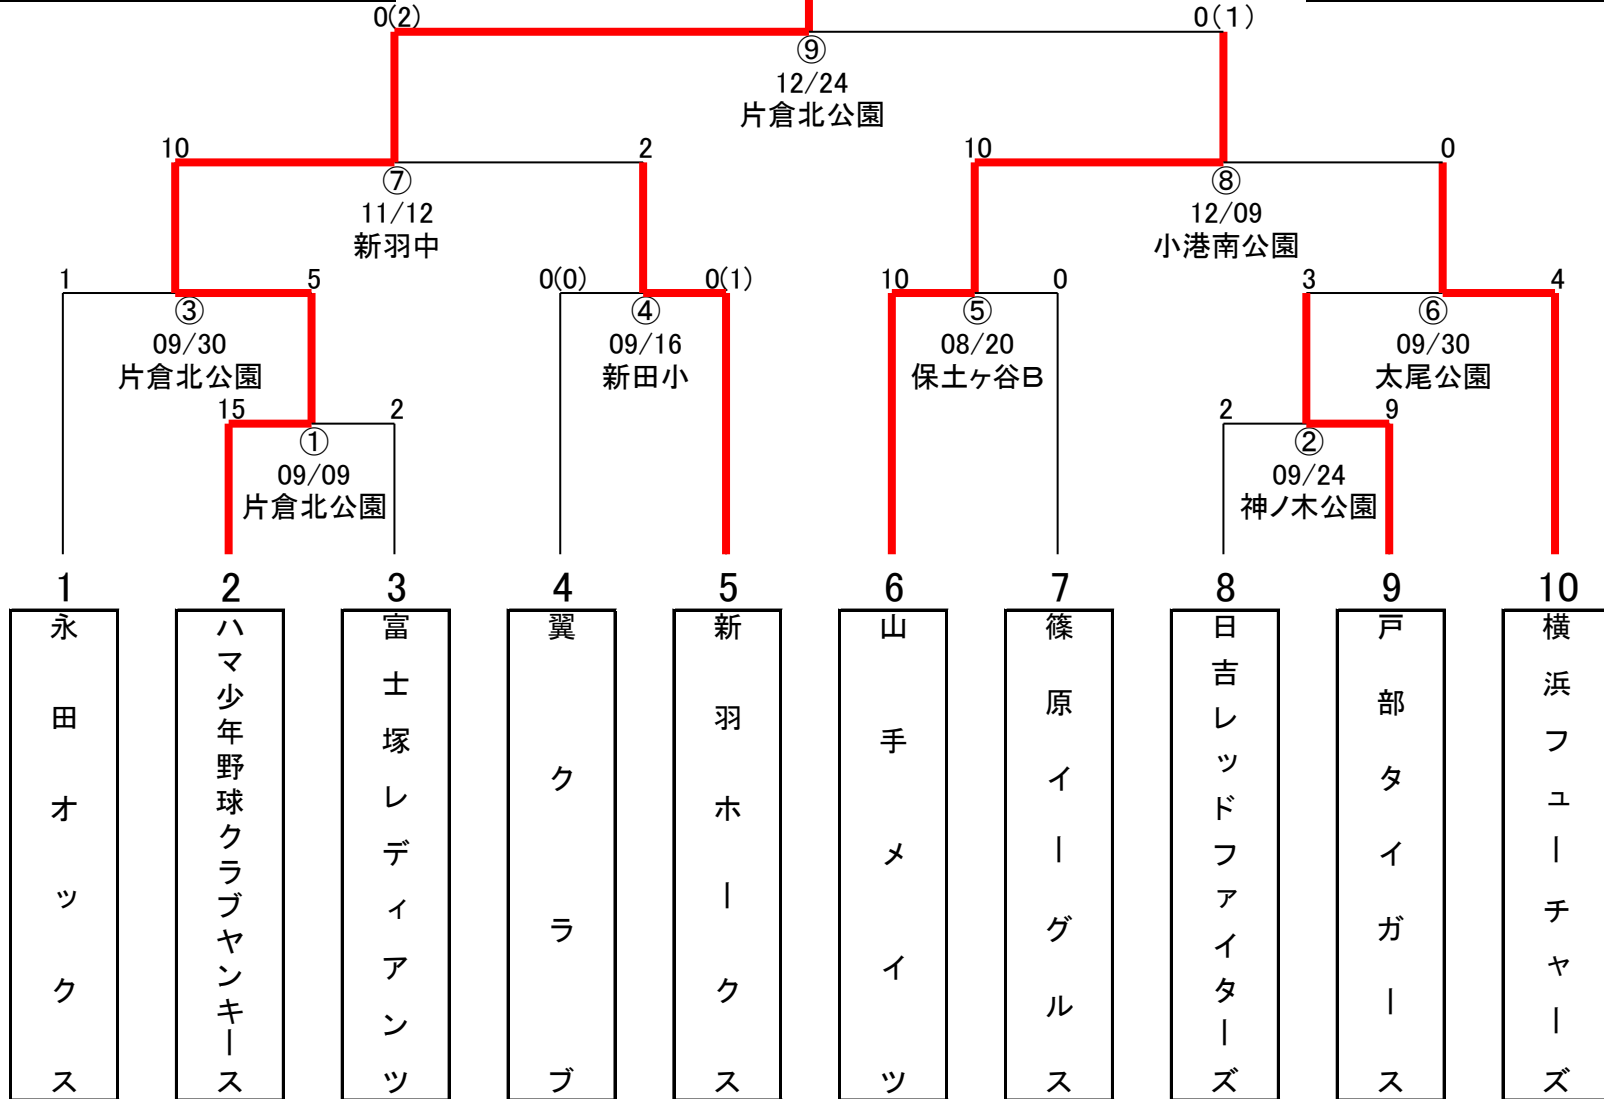 0(2)
0(1)
⑨
12/24
片倉北公園
10
2
10
0
⑦
11/12
新羽中
⑧
12/09
小港南公園
1
5
0(0)
0(1)
10
0
3
4
③
09/30
片倉北公園
④
09/16
新田小
⑤
08/20
保土ヶ谷B
⑥
09/30
太尾公園
15
2
2
9
①
09/09
片倉北公園
②
09/24
神ノ木公園
1
2
3
4
5
6
7
8
9
10
永田オックス
ハマ少年野球クラブヤンキース
富士塚レディアンツ
翼クラブ
新羽ホークス
山手メイツ
篠原イーグルス
日吉レッドファイターズ
戸部タイガース
横浜フューチャーズ